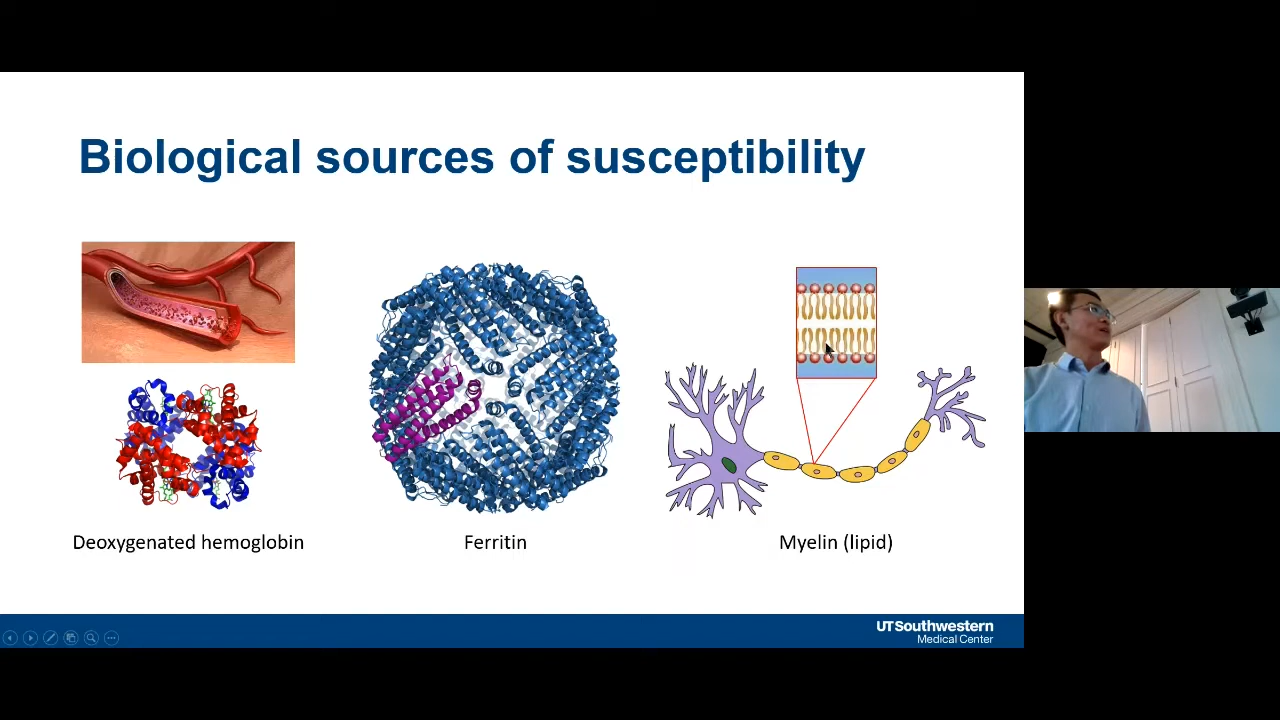 Biological sources of susceptibility
Deoxygenated hemoglobin
Ferritin
Myelin (lipid)
UTSouthwestern
Medical Center